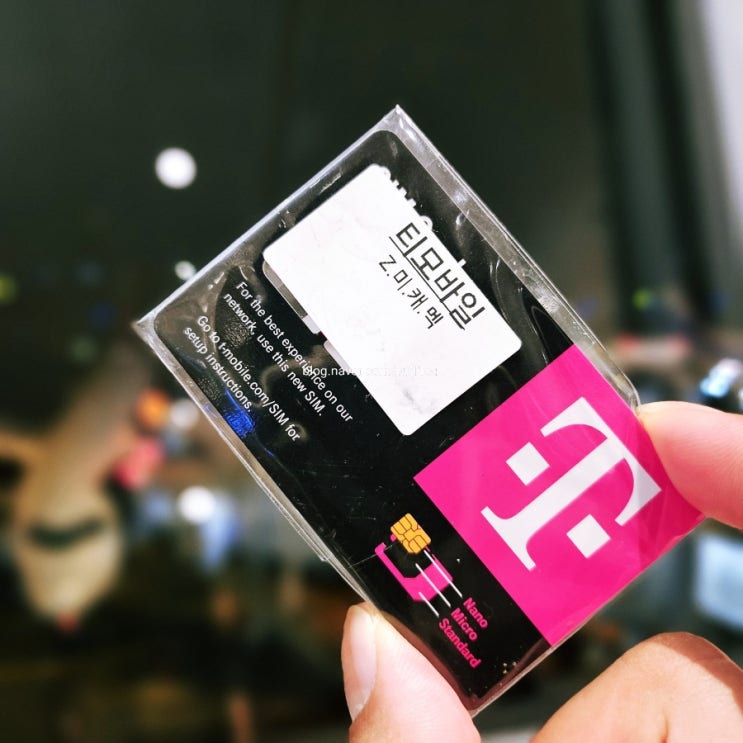 티모바일
Z.미.캐.멕
For the best experience on our
network, use this new SIM.
Go to t-mobile.com/SIM for
setup instructions.
T
Nano
Micro
Standard